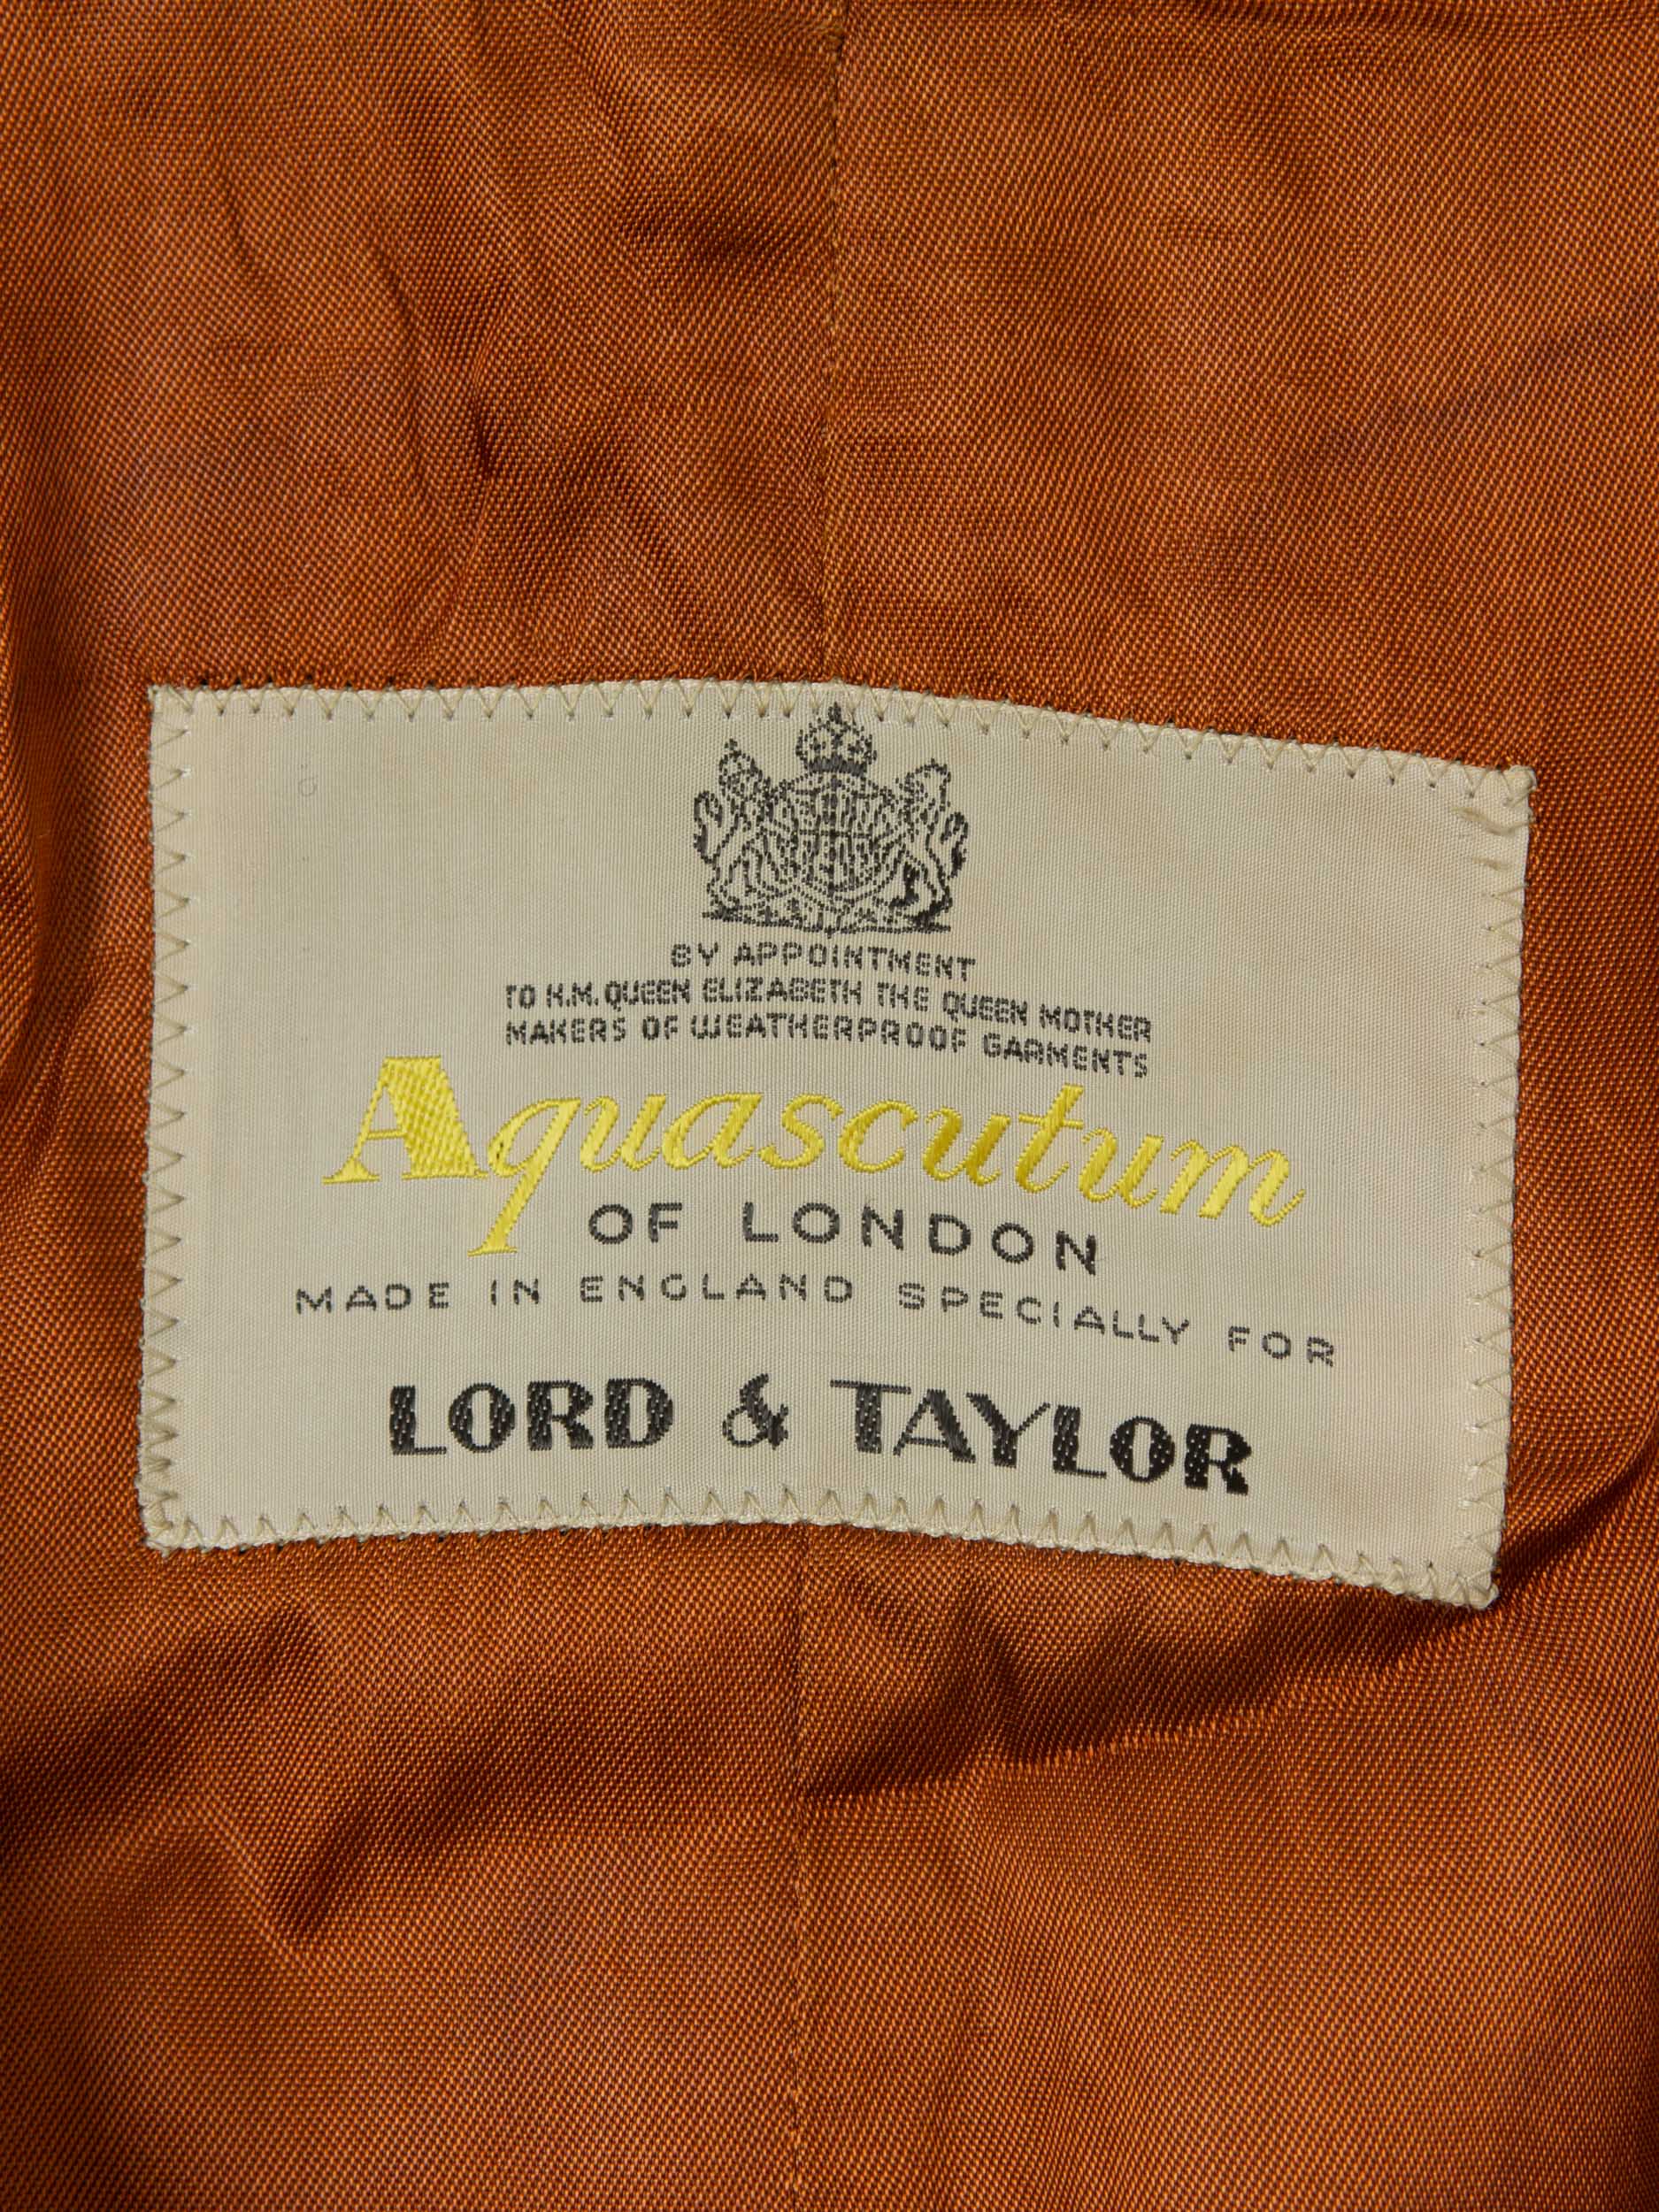 BY APPOINTMENT
TO H.M. QUEEN ELIZABETH THE QUEEN MOTHER
MAKERS OF WEATHERPROOF GARMENTS
Aquascutum
OF LONDON
MADE IN ENGLAND SPECIALLY FOR
LORD & TAYLOR